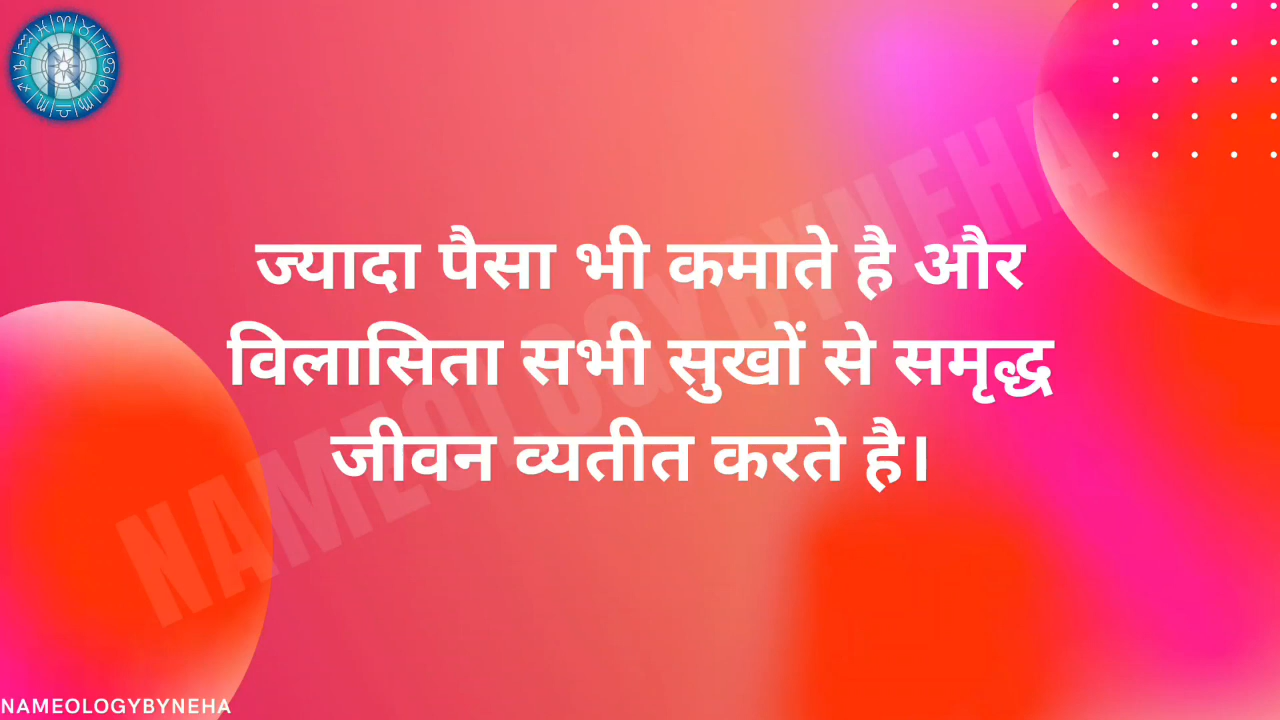 ज्यादा पैसा भी कमाते है और
विलासिता सभी सुखों से समृद्ध
जीवन व्यतीत करते है।
NAMEOLOGYBYNEHA
NAMEOLOGYBYNEHA